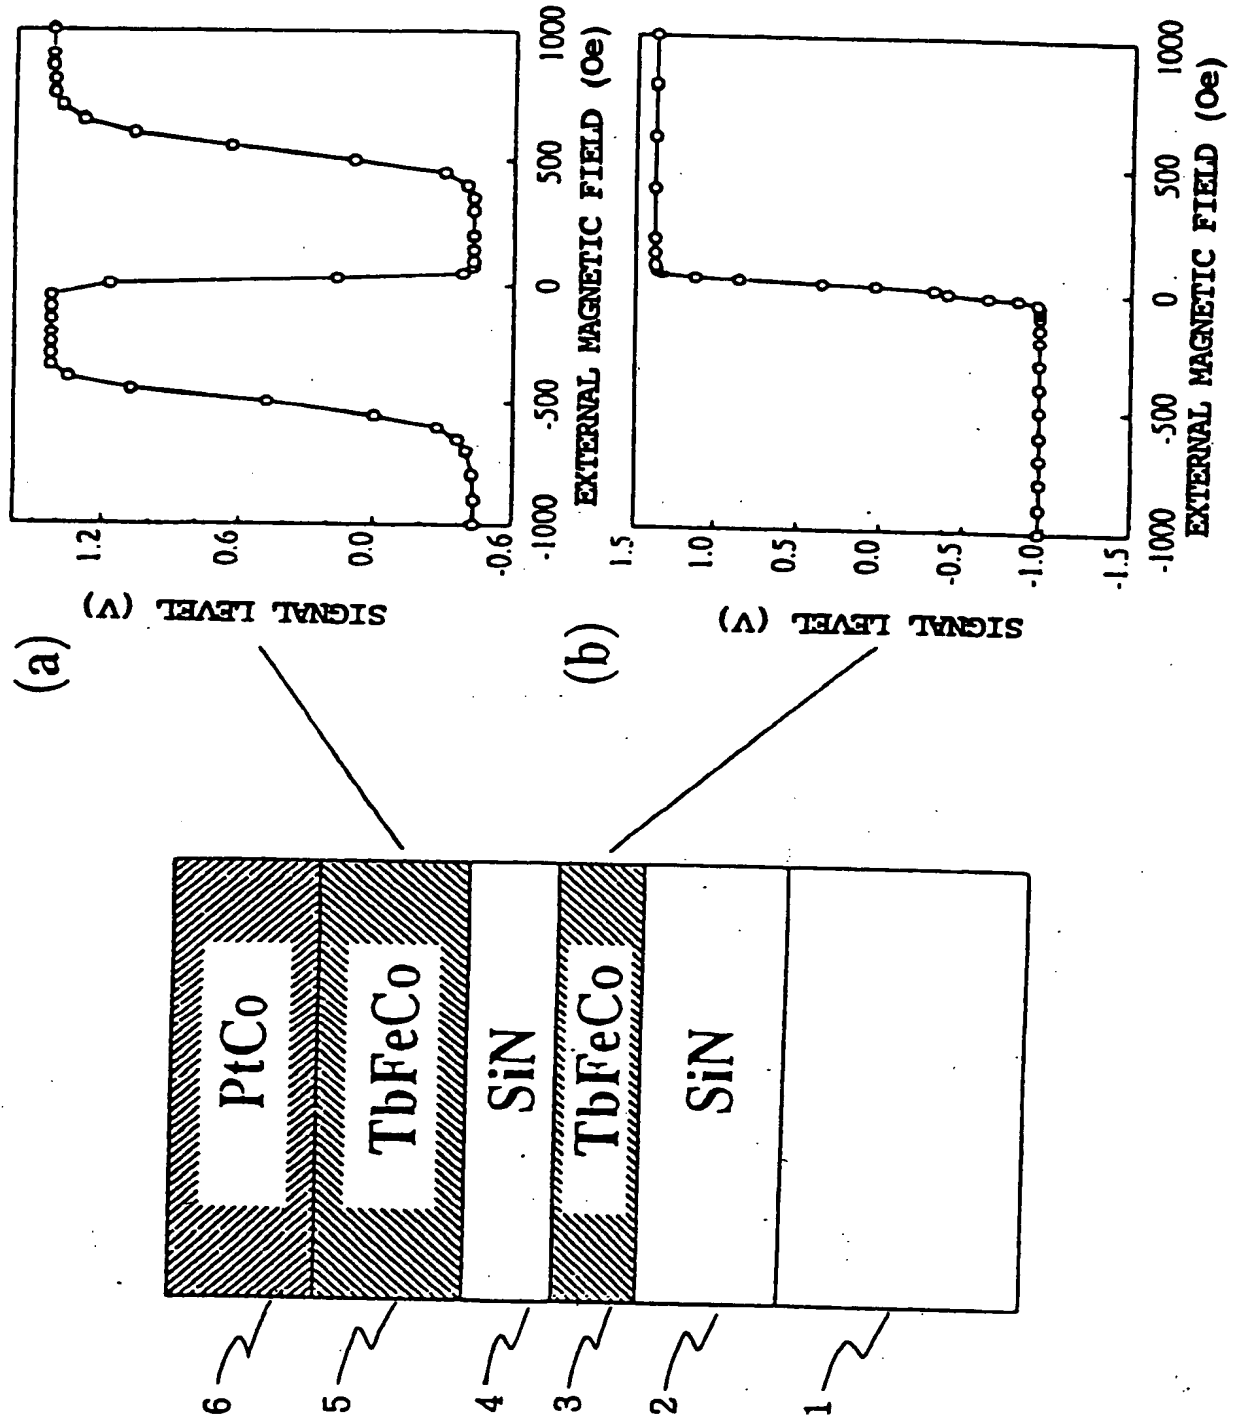 6
5
4
3
2
1
PtCo
TbFeCo
SiN
TbFeCo
SiN
(a)
SIGNAL LEVEL (V)
1.2
0.6
0.0
-0.6
-1000
-500
0
500
1000
EXTERNAL MAGNETIC FIELD (Oe)
(b)
SIGNAL LEVEL (V)
1.5
1.0
0.5
0.0
-0.5
-1.0
-1.5
-1000
-500
0
500
1000
EXTERNAL MAGNETIC FIELD (Oe)